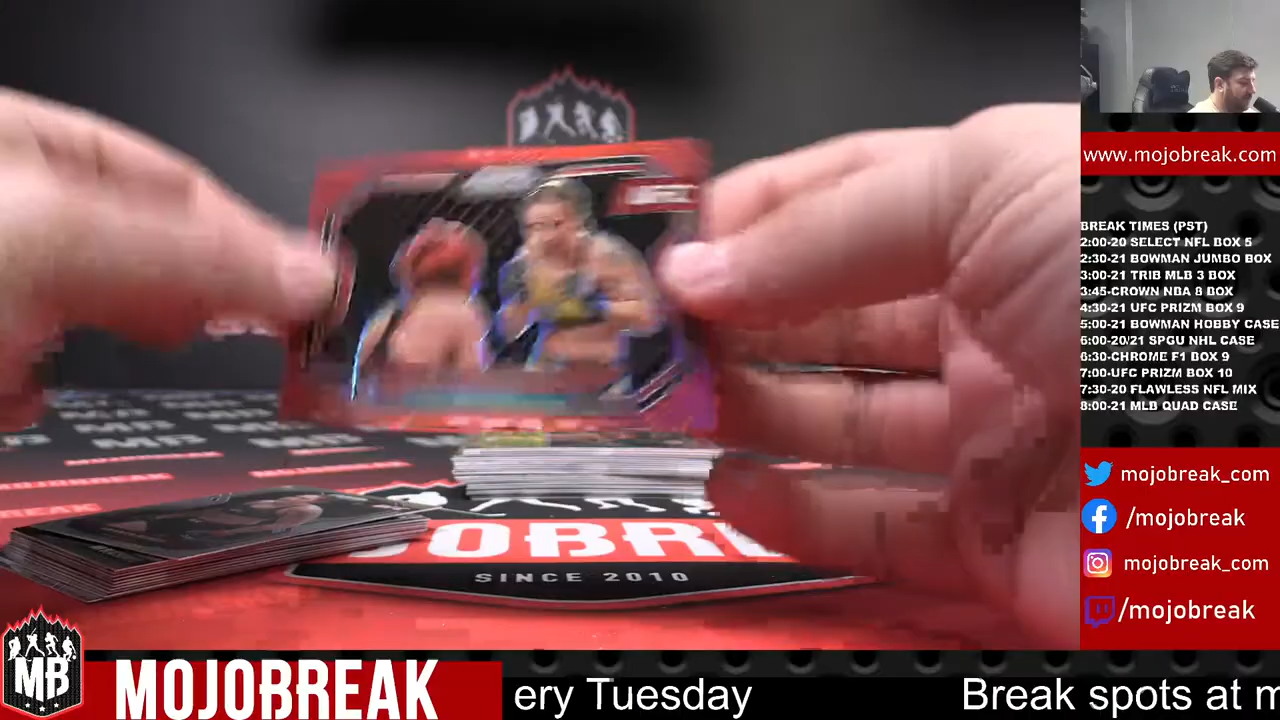 UFC
www.mojobreak.com
BREAK TIMES (PST)
2:00-20 SELECT NFL BOX 5
2:30-21 BOWMAN JUMBO BOX
3:00-21 TRIB MLB 3 BOX
3:45-CROWN NBA 8 BOX
4:30-21 UFC PRIZM BOX 9
5:00-21 BOWMAN HOBBY CASE
6:00-20/21 SPGU NHL CASE
6:30-CHROME F1 BOX 9
7:00-UFC PRIZM BOX 10
7:30-20 FLAWLESS NFL MIX
8:00-21 MLB QUAD CASE
mojobreak_com
/mojobreak
mojobreak_com
/mojobreak
OBR
SINCE 2010
MB
MOJOBREAK
ery Tuesday
Break spots at m